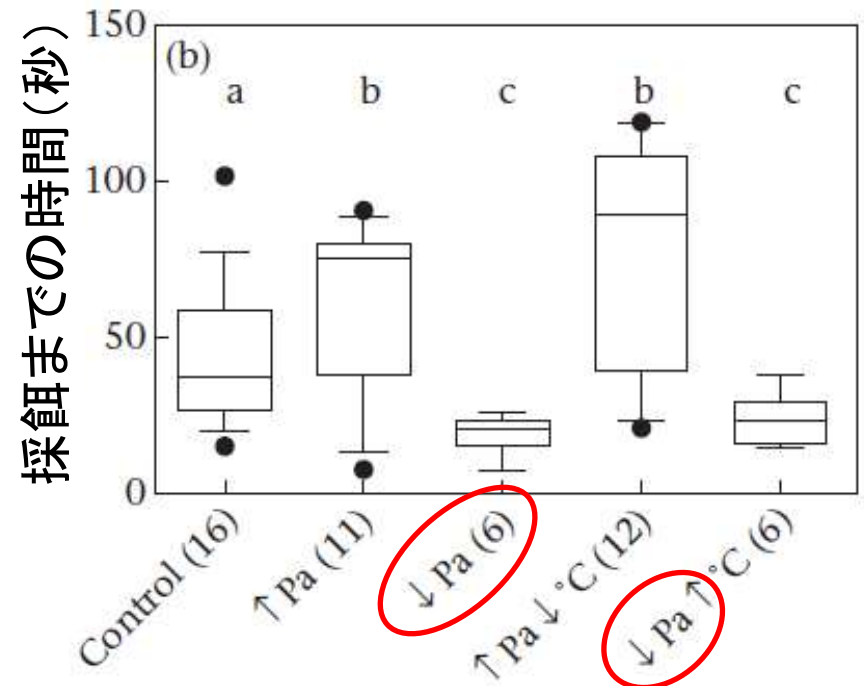 採餌までの時間（秒）
150
100
50
0
(b)
a b c b c
Control (16)
↑Pa (11)
↓Pa (6)
↑Pa↓°C (12)
↓Pa↑°C (6)